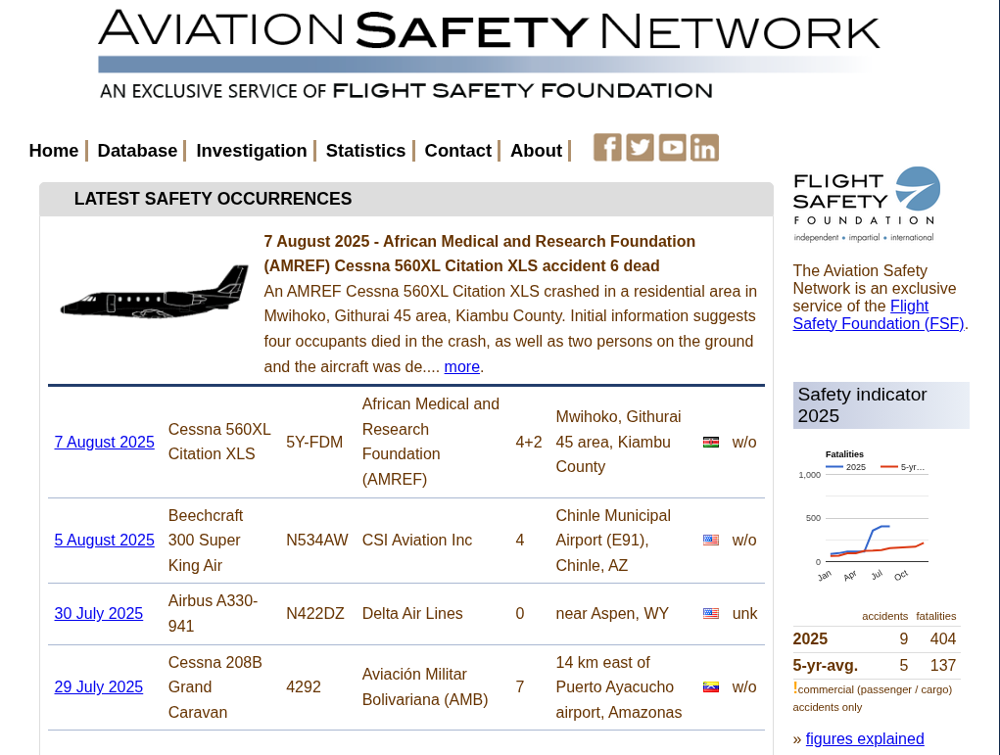 AVIATION SAFETY NETWORK
AN EXCLUSIVE SERVICE OF FLIGHT SAFETY FOUNDATION
Home Database Investigation Statistics Contact About
LATEST SAFETY OCCURRENCES
7 August 2025 - African Medical and Research Foundation
(AMREF) Cessna 560XL Citation XLS accident 6 dead
An AMREF Cessna 560XL Citation XLS crashed in a residential area in
Mwihoko, Githurai 45 area, Kiambu County. Initial information suggests
four occupants died in the crash, as well as two persons on the ground
and the aircraft was de.... more.
7 August 2025
Cessna 560XL
Citation XLS
5Y-FDM
African Medical and
Research
Foundation
(AMREF)
4+2
Mwihoko, Githurai
45 area, Kiambu
County
w/o
5 August 2025
Beechcraft
300 Super
King Air
N534AW
CSI Aviation Inc
4
Chinle Municipal
Airport (E91),
Chinle, AZ
w/o
30 July 2025
Airbus A330-
941
N422DZ
Delta Air Lines
0
near Aspen, WY
unk
29 July 2025
Cessna 208B
Grand
Caravan
4292
Aviación Militar
Bolivariana (AMB)
7
14 km east of
Puerto Ayacucho
airport, Amazonas
w/o
FLIGHT
SAFETY
FOUNDATION
independent • impartial • international
The Aviation Safety
Network is an exclusive
service of the Flight
Safety Foundation (FSF).
Safety indicator
2025
Fatalities
2025 5-yr…
1,000
500
0
Jan Apr Jul Oct
accidents fatalities
2025 9 404
5-yr-avg. 5 137
!commercial (passenger / cargo)
accidents only
» figures explained